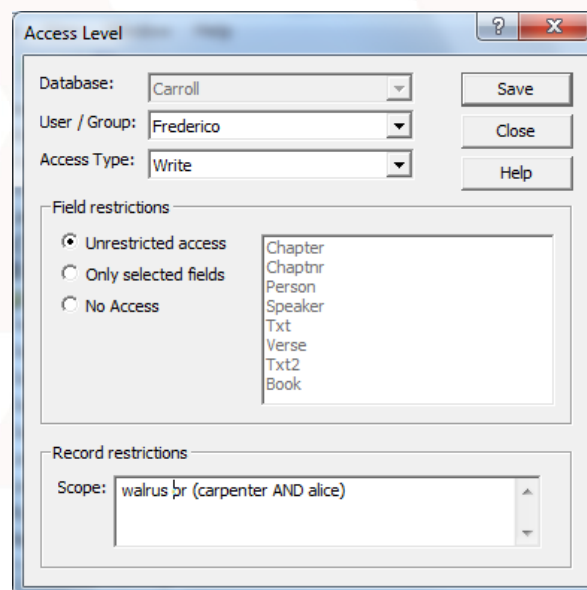 Access Level
Database: Carroll Save
User / Group: Frederico Close
Access Type: Write Help
Field restrictions
Unrestricted access
Only selected fields
No Access
Chapter
Chaptnr
Person
Speaker
Txt
Verse
Txt2
Book
Record restrictions
Scope: walrus or (carpenter AND alice)